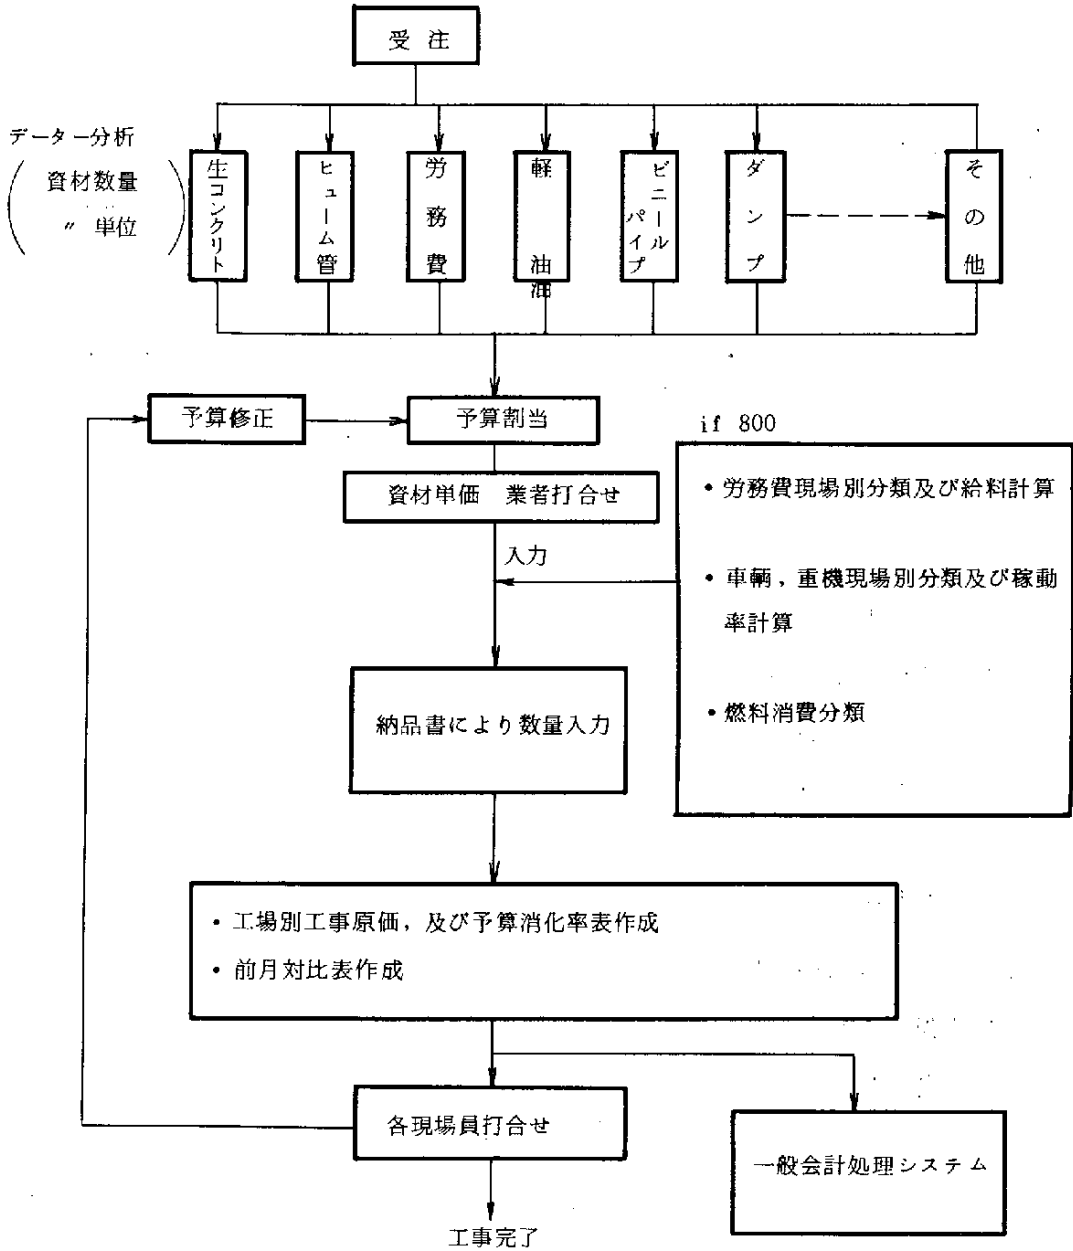 受 注
データー分析
資材数量
〃 単位
生コンクリト
ヒューム管
労務費
軽油
油
ビニール
パイプ
ダンプ
その他
予算修正
予算割当
if 800
資材単価 業者打合せ
・労務費現場別分類及び給料計算
入力
・車輌，重機現場別分類及び稼動
率計算
納品書により数量入力
・燃料消費分類
・工場別工事原価，及び予算消化率表作成
・前月対比表作成
各現場員打合せ
一般会計処理システム
工事完了